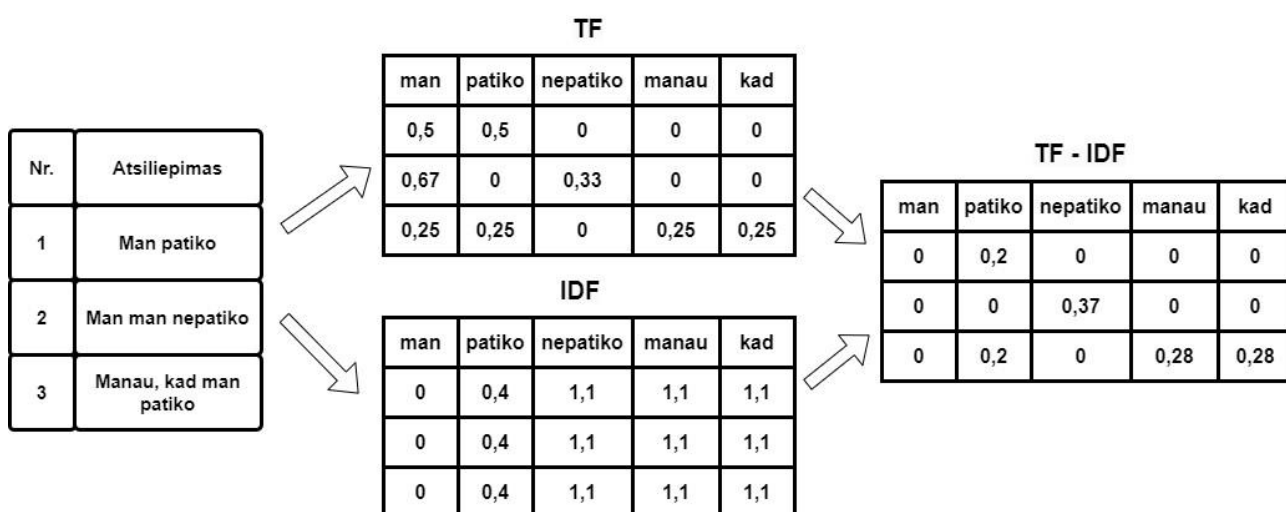 TF
man patiko nepatiko manau kad
0,5 0,5 0 0 0
0,67 0 0,33 0 0
0,25 0,25 0 0,25 0,25
Nr. Atsiliepimas
1 Man patiko
2 Man man nepatiko
3 Manau, kad man
patiko
IDF
man patiko nepatiko manau kad
0 0,4 1,1 1,1 1,1
0 0,4 1,1 1,1 1,1
0 0,4 1,1 1,1 1,1
TF - IDF
man patiko nepatiko manau kad
0 0,2 0 0 0
0 0 0,37 0 0
0 0,2 0 0,28 0,28